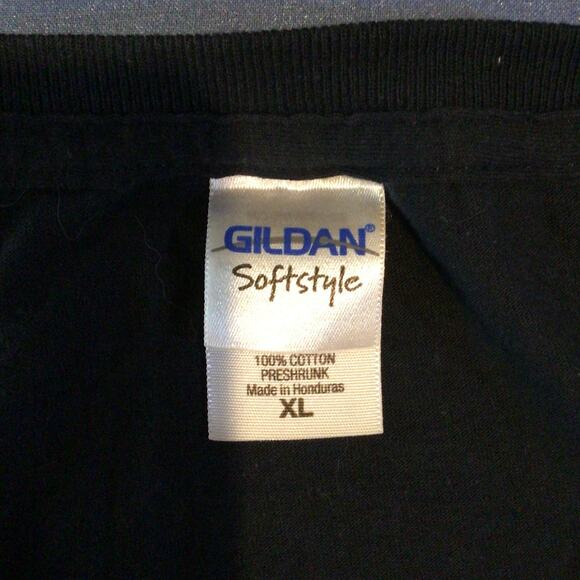 GILDAN®
Softstyle
100% COTTON
PRESHRUNK
Made in Honduras
XL